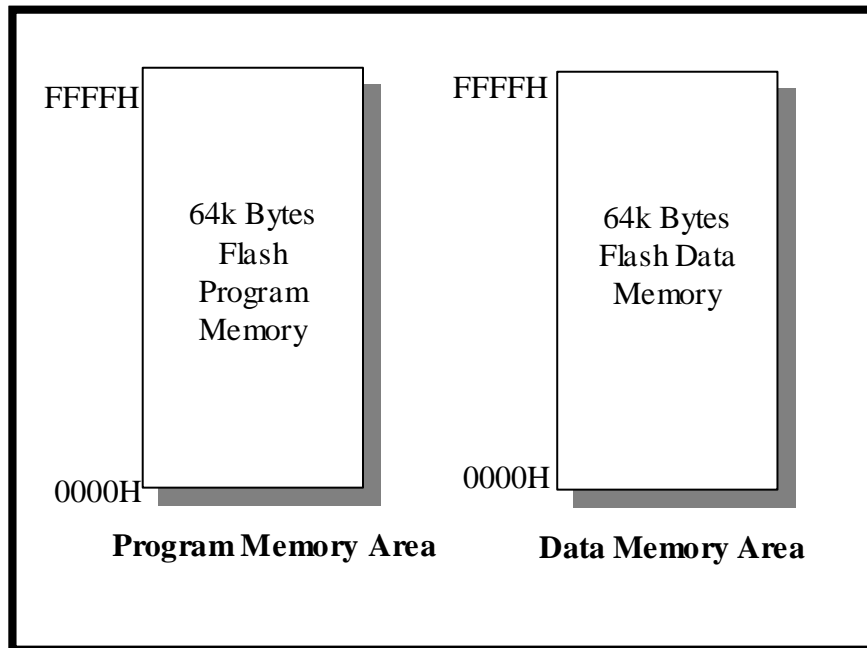 FFFFH
64k Bytes
Flash
Program
Memory
0000H
Program Memory Area
FFFFH
64k Bytes
Flash Data
Memory
0000H
Data Memory Area